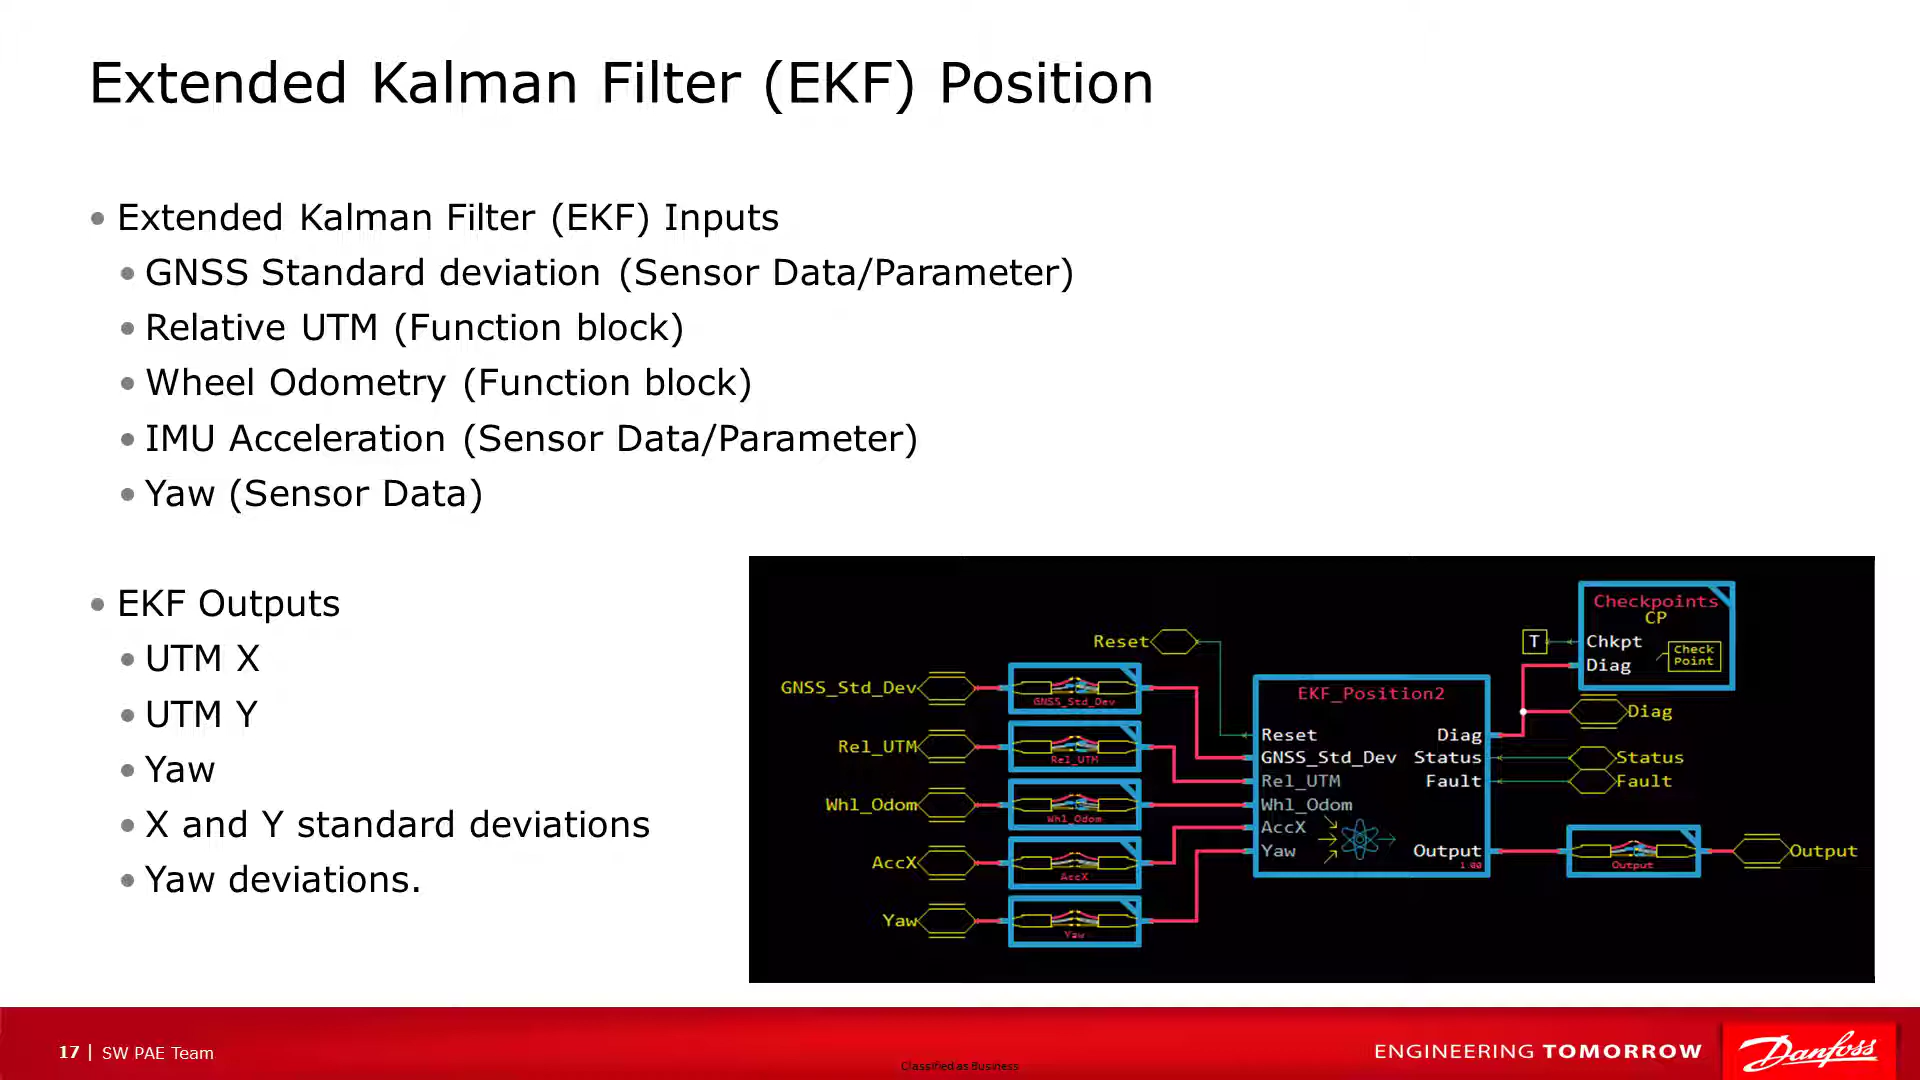 Extended Kalman Filter (EKF) Position
• Extended Kalman Filter (EKF) Inputs
• GNSS Standard deviation (Sensor Data/Parameter)
• Relative UTM (Function block)
• Wheel Odometry (Function block)
• IMU Acceleration (Sensor Data/Parameter)
• Yaw (Sensor Data)
• EKF Outputs
• UTM X
• UTM Y
• Yaw
• X and Y standard deviations
• Yaw deviations.
Reset
GNSS_Std_Dev
GNSS_Std_Dev
Rel_UTM
Rel_UTM
Whl_Odom
Whl_Odom
AccX
AccX
Yaw
Yaw
EKF_Position2
Reset
Diag
GNSS_Std_Dev
Status
Rel_UTM
Fault
Whl_Odom
AccX
Yaw
Output
1.00
Checkpoints
CP
T
Chkpt
Diag
Check
Point
Diag
Status
Fault
Output
Output
17 | SW PAE Team
Classified as Business
ENGINEERING TOMORROW
Danfoss